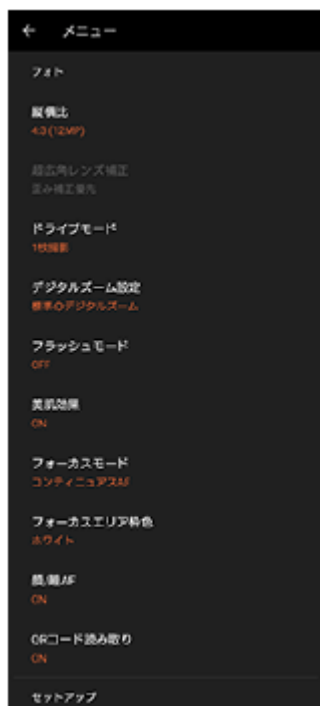 ← メニュー
フォト
縦横比
4:3 (12MP)
超広角レンズ補正
歪み補正優先
ドライブモード
1枚撮影
デジタルズーム設定
標準のデジタルズーム
フラッシュモード
OFF
美肌効果
ON
フォーカスモード
コンティニュアスAF
フォーカスエリア枠色
ホワイト
顔/瞳AF
ON
QRコード読み取り
ON
セットアップ